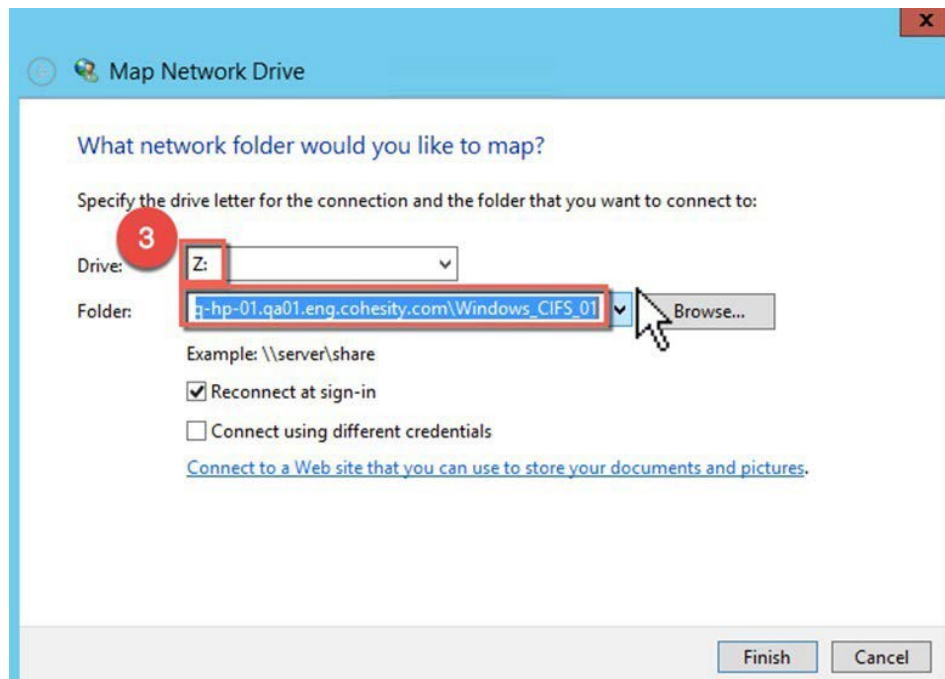 x
Map Network Drive
What network folder would you like to map?
Specify the drive letter for the connection and the folder that you want to connect to:
3
Drive: Z:
Folder: g-hp-01.qa01.eng.cohesity.com\Windows_CIFS_01 Browse...
Example: \\server\share
Reconnect at sign-in
Connect using different credentials
Connect to a Web site that you can use to store your documents and pictures.
Finish Cancel